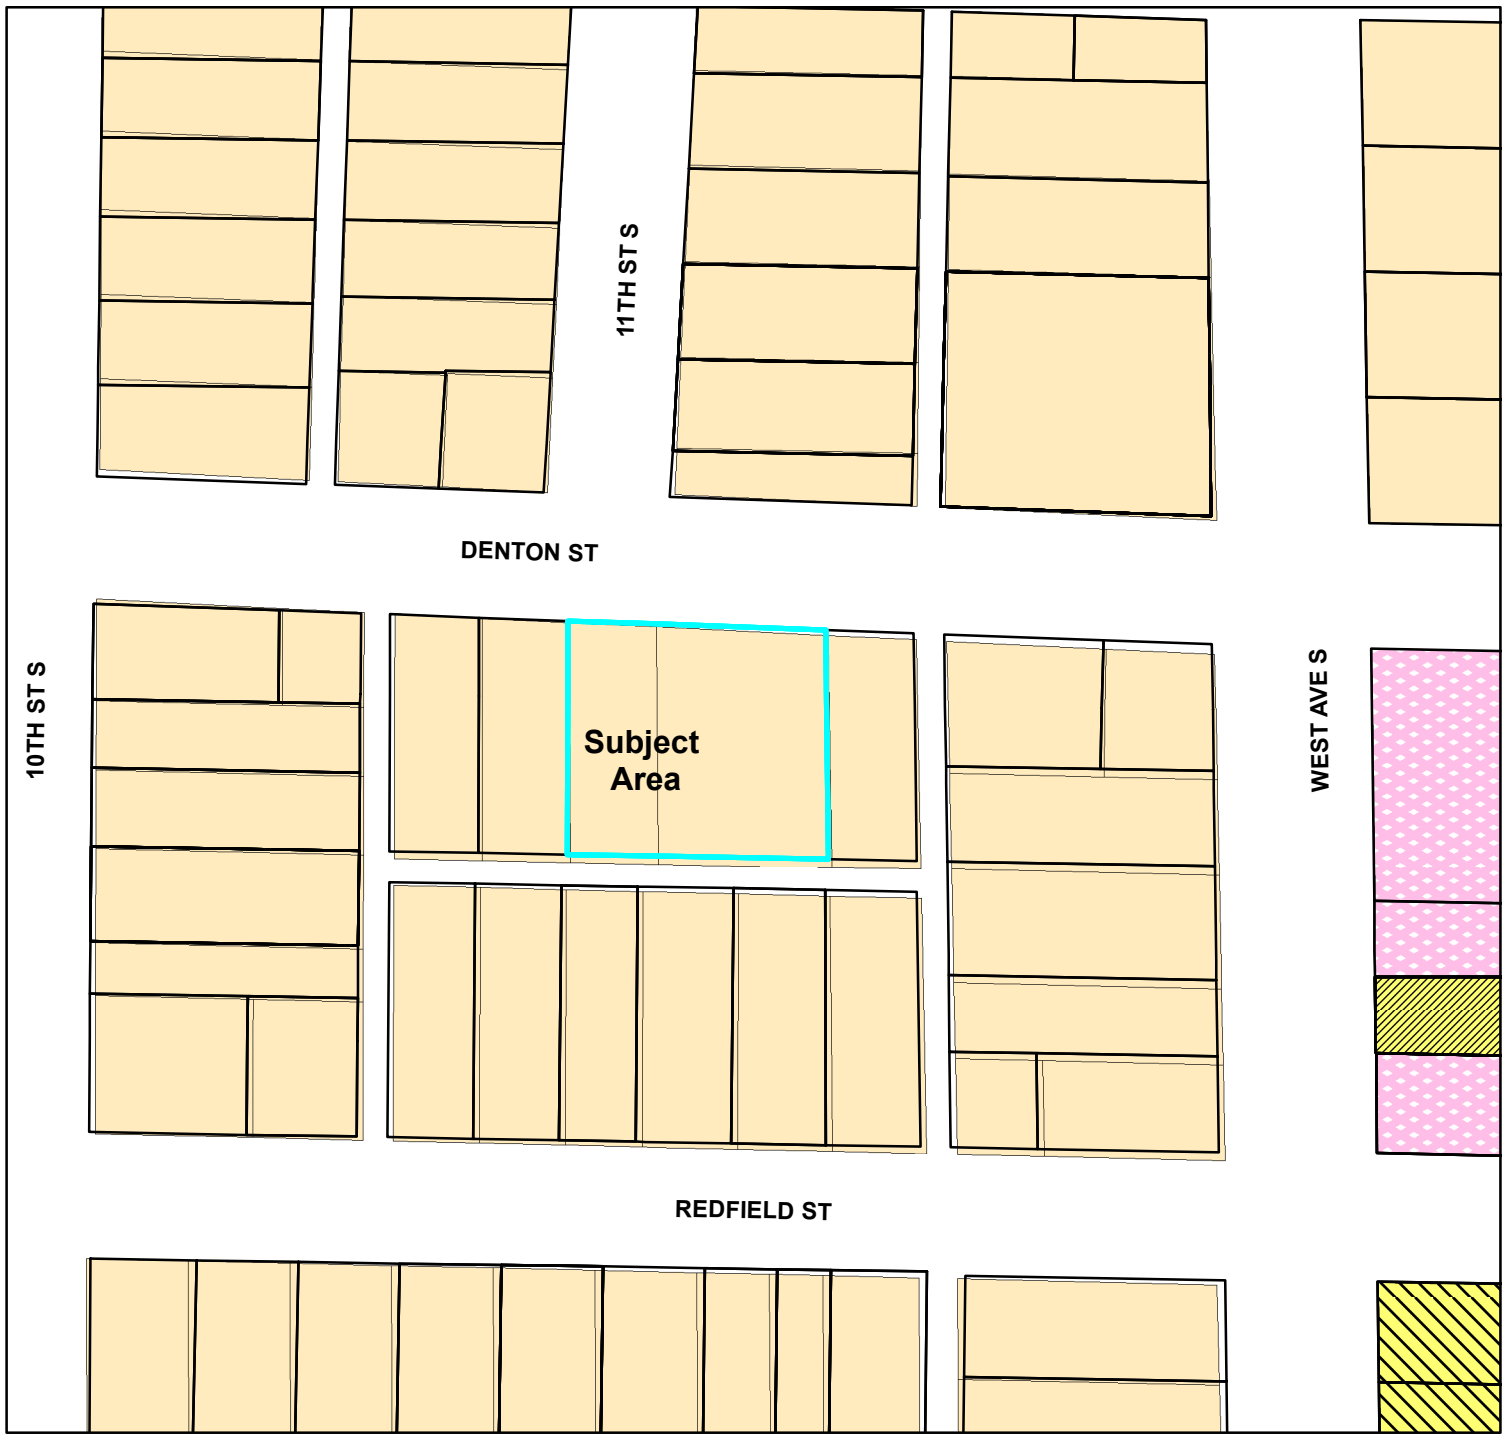 11TH ST S
DENTON ST
10TH ST S
WEST AVE S
Subject
Area
REDFIELD ST